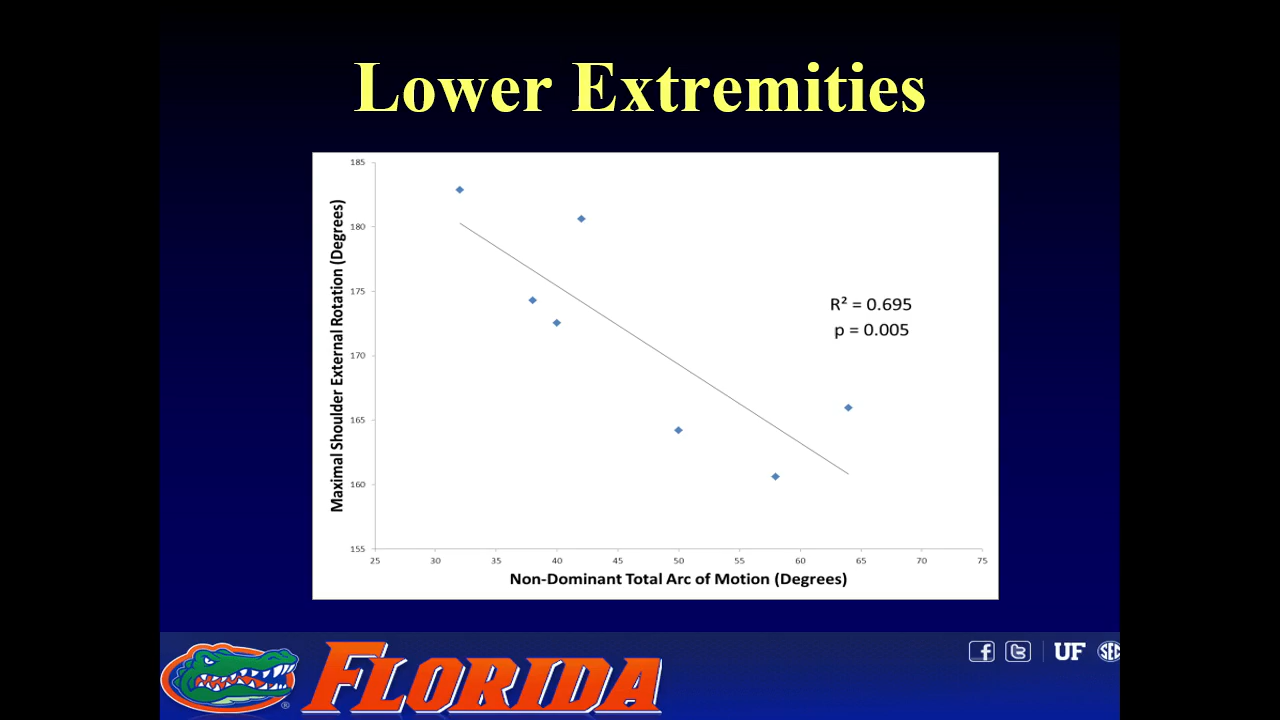 Lower Extremities
185
180
175
170
165
160
155
Maximal Shoulder External Rotation (Degrees)
R² = 0.695
p = 0.005
25 30 35 40 45 50 55 60 65 70 75
Non-Dominant Total Arc of Motion (Degrees)
FLORIDA
®
f
UF
SEC